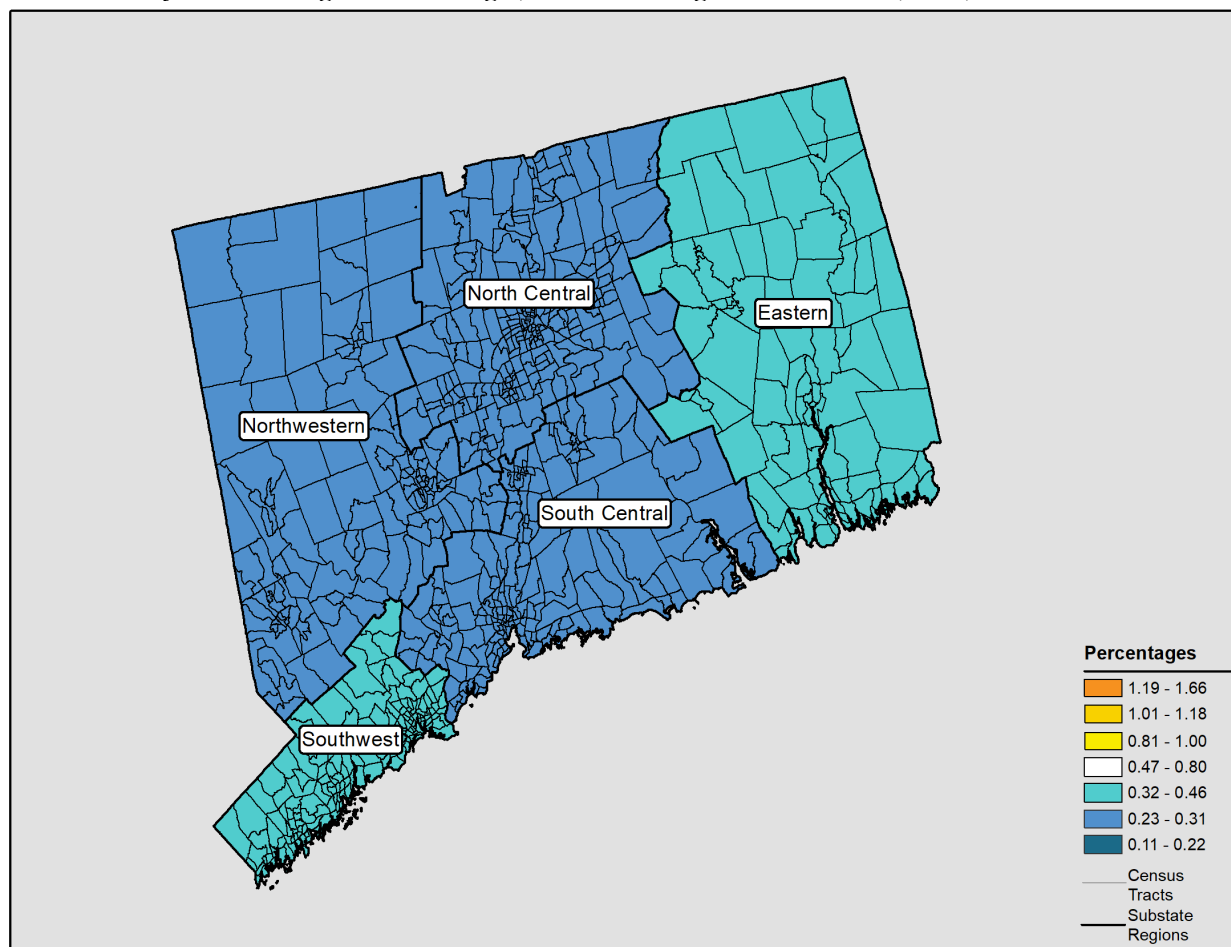 North Central
Eastern
Northwestern
South Central
Southwest
Percentages
1.19 - 1.66
1.01 - 1.18
0.81 - 1.00
0.47 - 0.80
0.32 - 0.46
0.23 - 0.31
0.11 - 0.22
Census
Tracts
Substate
Regions